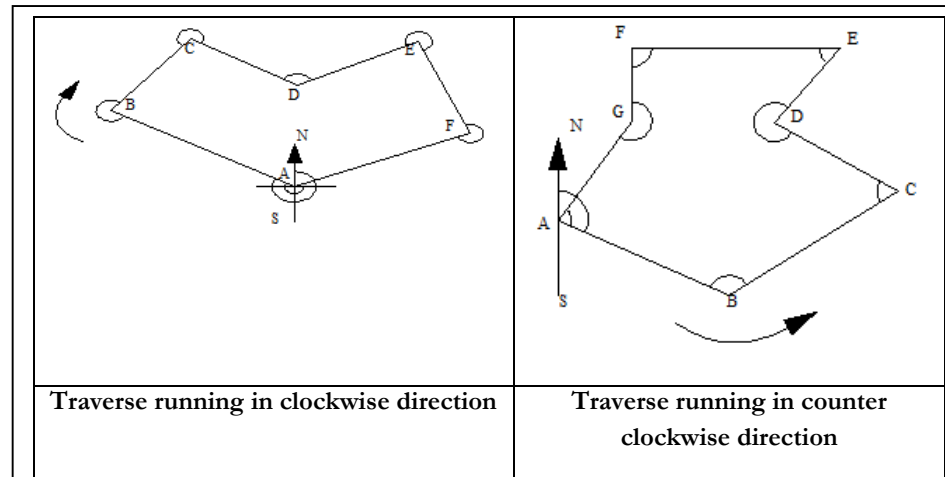 C
E
B
D
F
N
A
S
Traverse running in clockwise direction
F
E
G
D
N
C
A
B
S
Traverse running in counter
clockwise direction